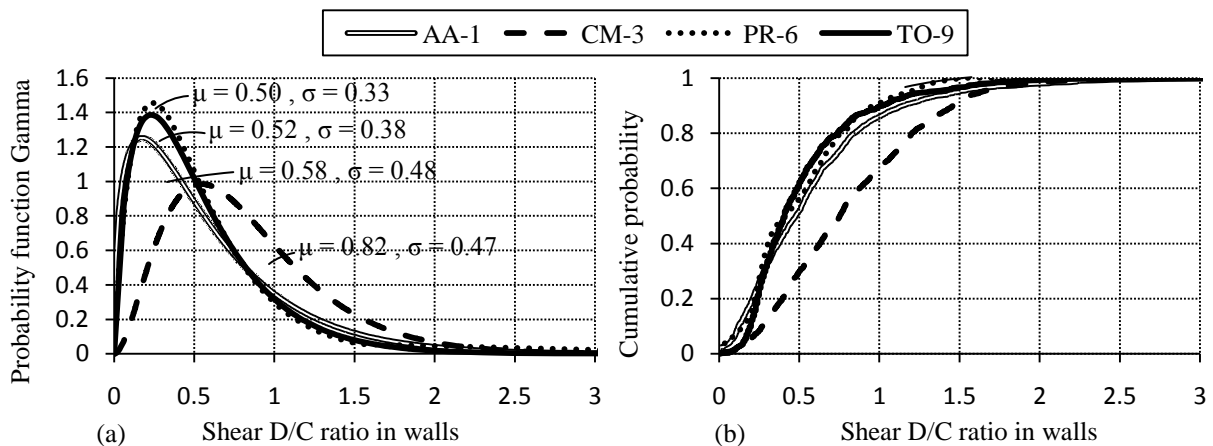 AA-1 CM-3 PR-6 TO-9
Probability function Gamma
1.6
1.4
1.2
1
0.8
0.6
0.4
0.2
0
μ = 0.50 , σ = 0.33
μ = 0.52 , σ = 0.38
μ = 0.58 , σ = 0.48
μ = 0.82 , σ = 0.47
0 0.5 1 1.5 2 2.5 3
(a) Shear D/C ratio in walls
Cumulative probability
1
0.8
0.6
0.4
0.2
0
0 0.5 1 1.5 2 2.5 3
(b) Shear D/C ratio in walls